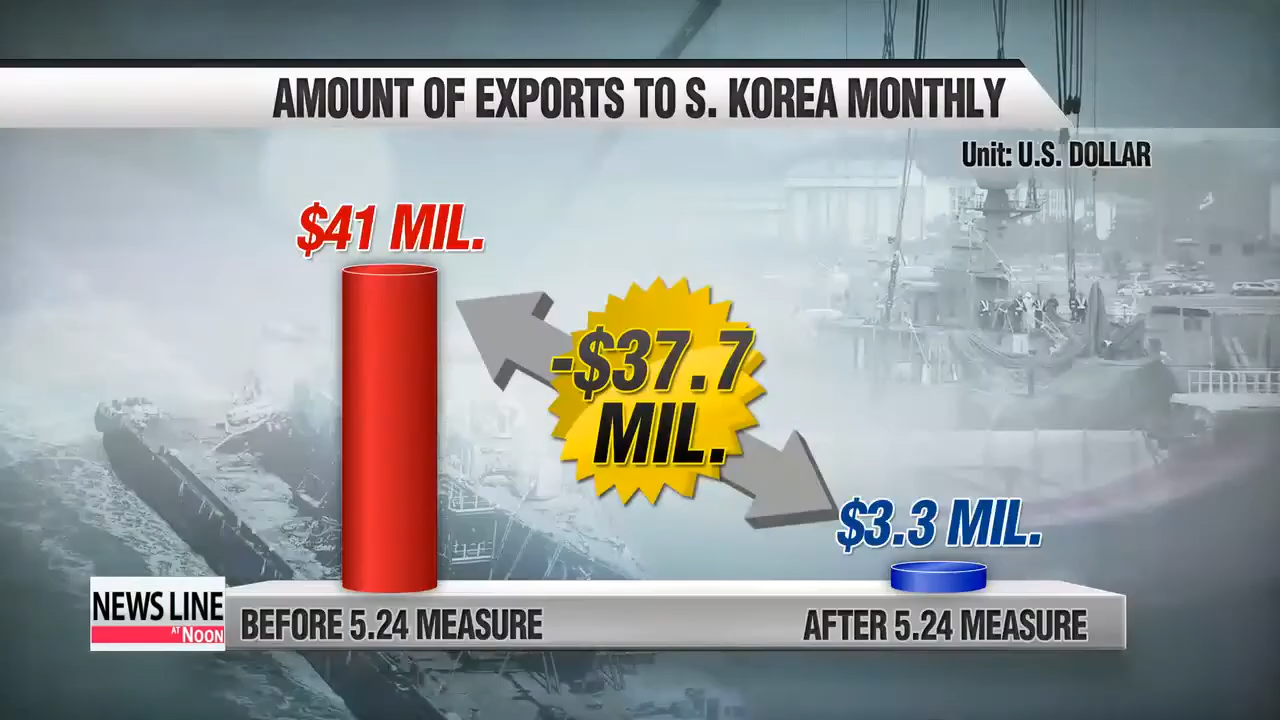 AMOUNT OF EXPORTS TO S. KOREA MONTHLY
Unit: U.S. DOLLAR
$41 MIL.
-$37.7
MIL.
$3.3 MIL.
NEWS LINE
AT NOON
BEFORE 5.24 MEASURE
AFTER 5.24 MEASURE